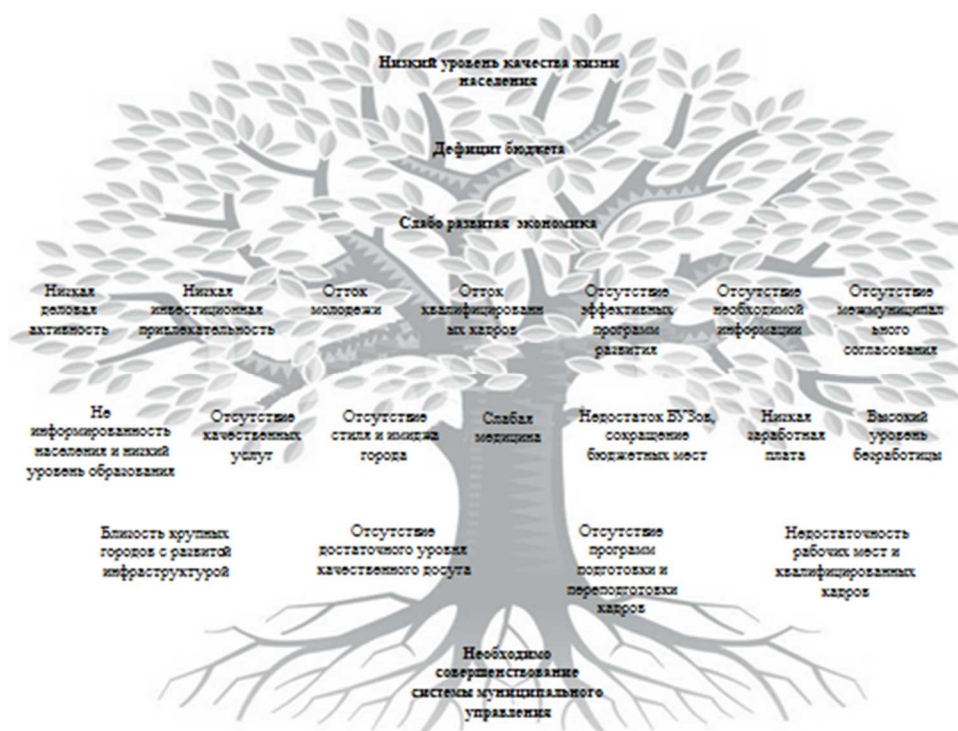 Низкий уровень качества жизни
населения
Дефицит бюджета
Слабо развитая экономика
Низкая
деловая
активность
Низкая
инвестиционная
привлекательность
Отток
молодежи
Отток
квалифицированн
ых кадров
Отсутствие
эффективных
программ
развития
Отсутствие
необходимой
информации
Отсутствие
межмуниципал
ьного
согласования
Не
информированность
населения и низкий
уровень образования
Отсутствие
качественных
услуг
Отсутствие
стиля и имиджа
города
Слабая
медицина
Недостаток ВУЗов,
сокращение
бюджетных мест
Низкая
заработная
плата
Высокий
уровень
безработицы
Близость крупных
городов с развитой
инфраструктурой
Отсутствие
достаточного уровня
качественного досуга
Отсутствие
программ
подготовки и
переподготовки
кадров
Недостаточность
рабочих мест и
квалифицированных
кадров
Необходимо
совершенствование
системы муниципального
управления